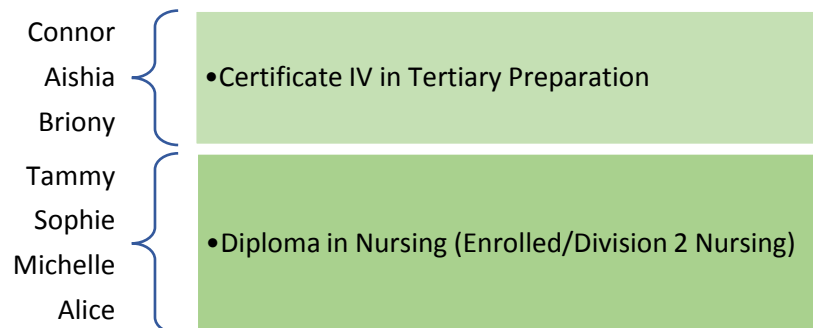 Connor
Aishia
Briony
•Certificate IV in Tertiary Preparation
Tammy
Sophie
Michelle
Alice
•Diploma in Nursing (Enrolled/Division 2 Nursing)